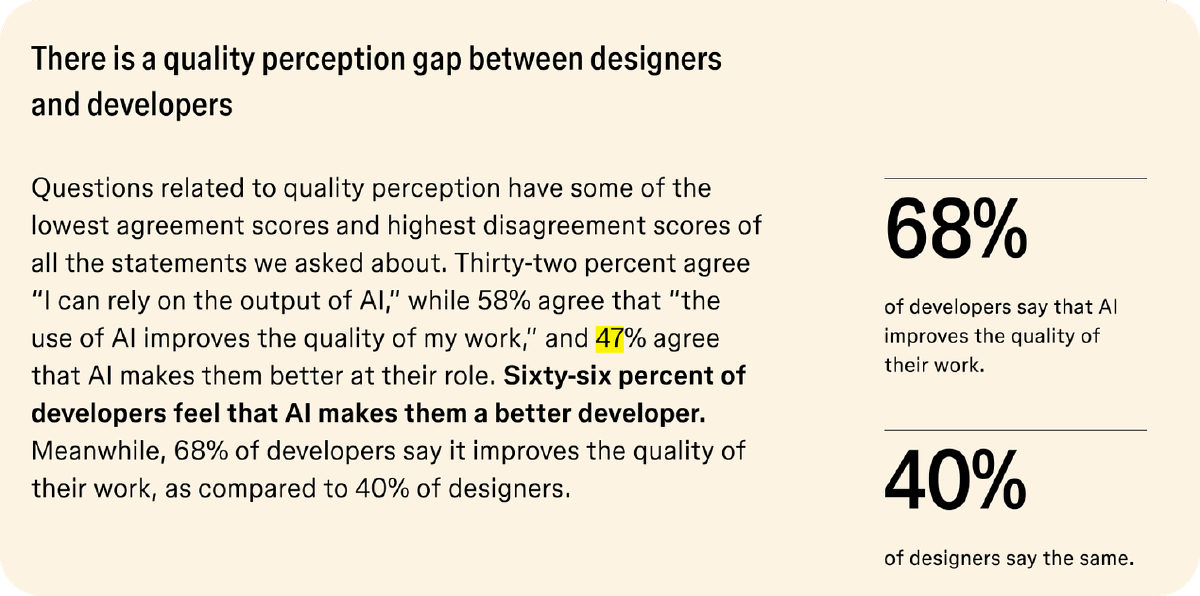 There is a quality perception gap between designers
and developers
Questions related to quality perception have some of the
lowest agreement scores and highest disagreement scores of
all the statements we asked about. Thirty-two percent agree
“I can rely on the output of AI,” while 58% agree that “the
use of AI improves the quality of my work,” and 47% agree
that AI makes them better at their role. Sixty-six percent of
developers feel that AI makes them a better developer.
Meanwhile, 68% of developers say it improves the quality of
their work, as compared to 40% of designers.
68%
of developers say that AI
improves the quality of
their work.
40%
of designers say the same.